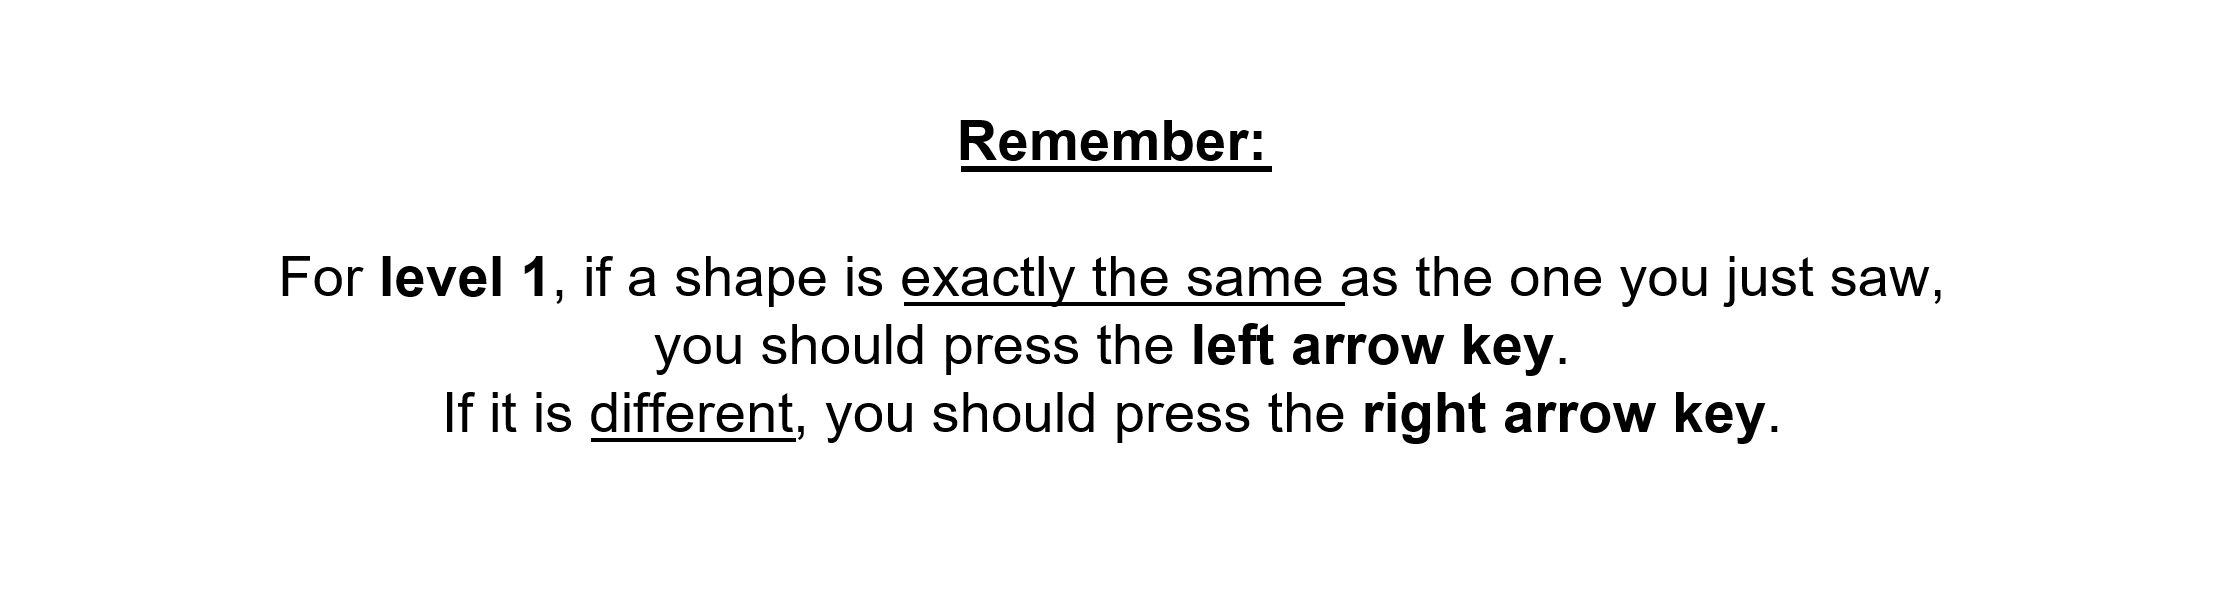 Remember:
For level 1, if a shape is exactly the same as the one you just saw,
you should press the left arrow key.
If it is different, you should press the right arrow key.